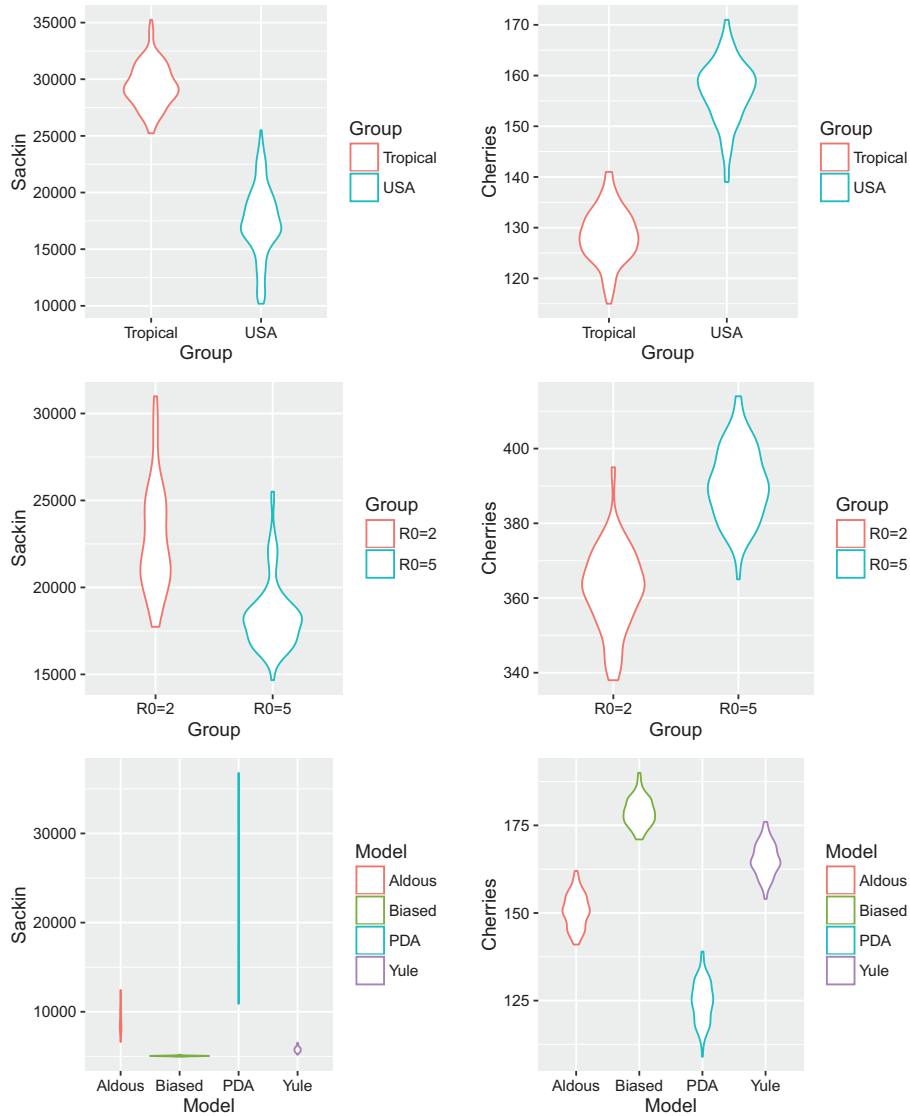 Sackin
35000
30000
25000
20000
15000
10000
Tropical USA
Group
Group
Tropical
USA
Cherries
170
160
150
140
130
120
Tropical USA
Group
Group
Tropical
USA
Sackin
30000
25000
20000
15000
R0=2 R0=5
Group
Group
R0=2
R0=5
Cherries
400
380
360
340
R0=2 R0=5
Group
Group
R0=2
R0=5
Sackin
30000
20000
10000
Aldous Biased PDA Yule
Model
Model
Aldous
Biased
PDA
Yule
Cherries
175
150
125
Aldous Biased PDA Yule
Model
Model
Aldous
Biased
PDA
Yule